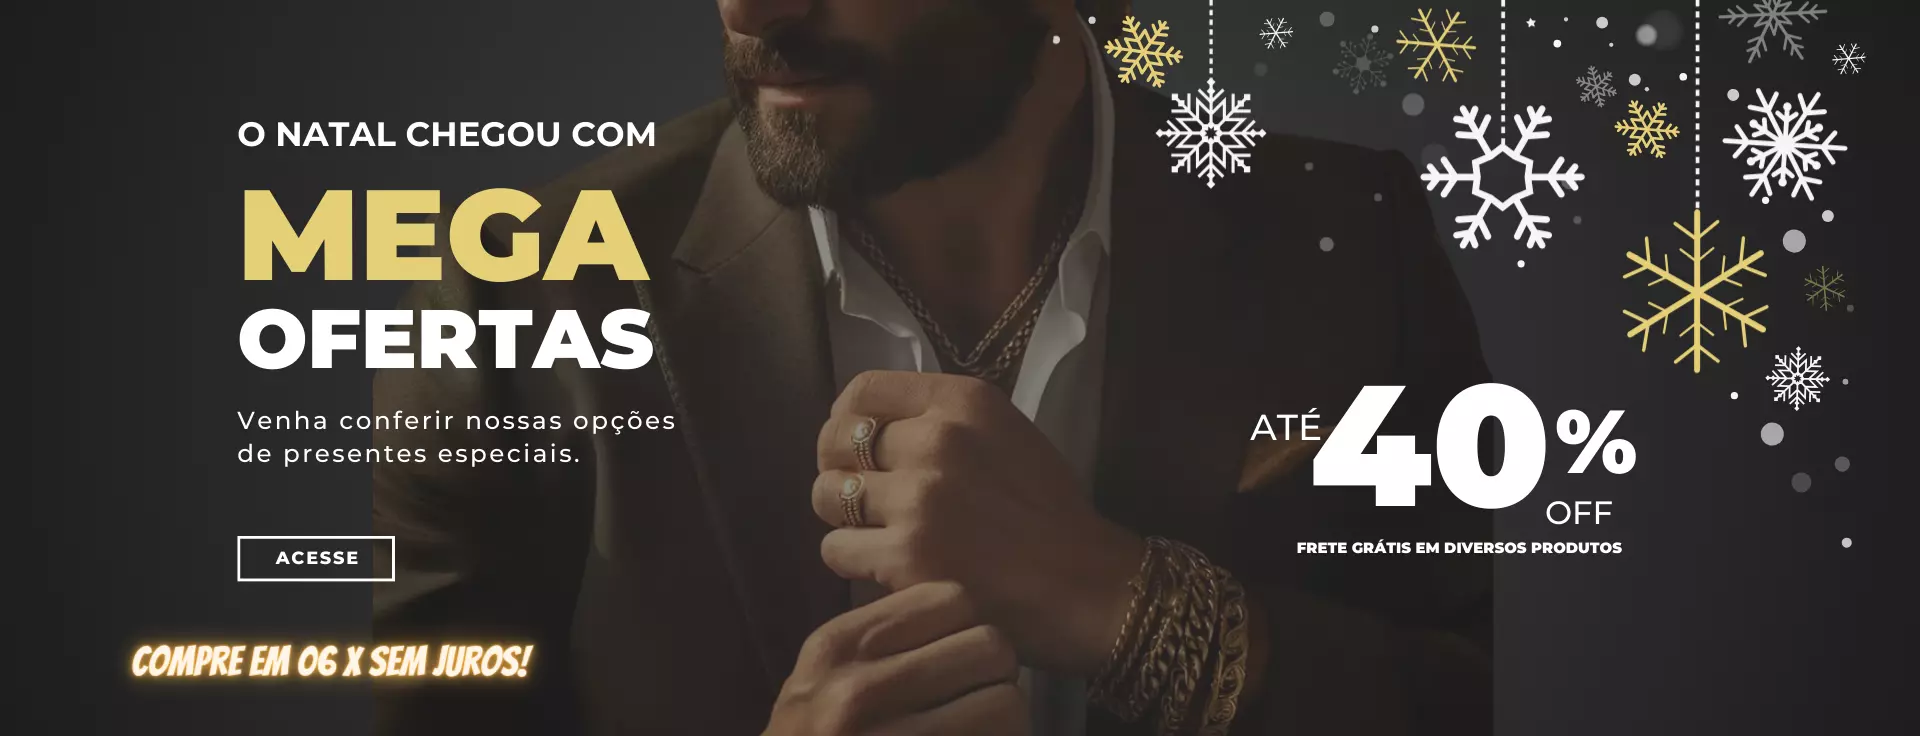 O NATAL CHEGOU COM
MEGA
OFERTAS
Venha conferir nossas opções
de presentes especiais.
ACESSE
COMPRE EM 06 X SEM JUROS!
ATÉ 40%
OFF
FRETE GRÁTIS EM DIVERSOS PRODUTOS